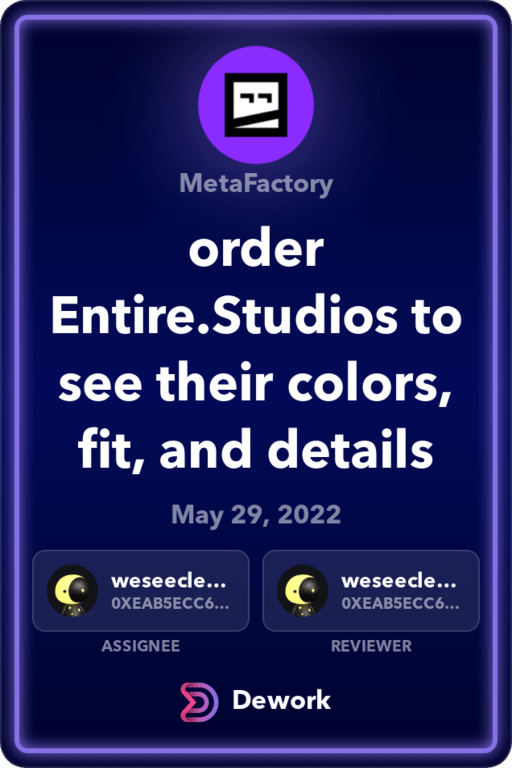 MetaFactory
order
Entire.Studios to
see their colors,
fit, and details
May 29, 2022
weseecle...
0XEAB5ECC6...
ASSIGNEE
weseecle...
0XEAB5ECC6...
REVIEWER
Dework